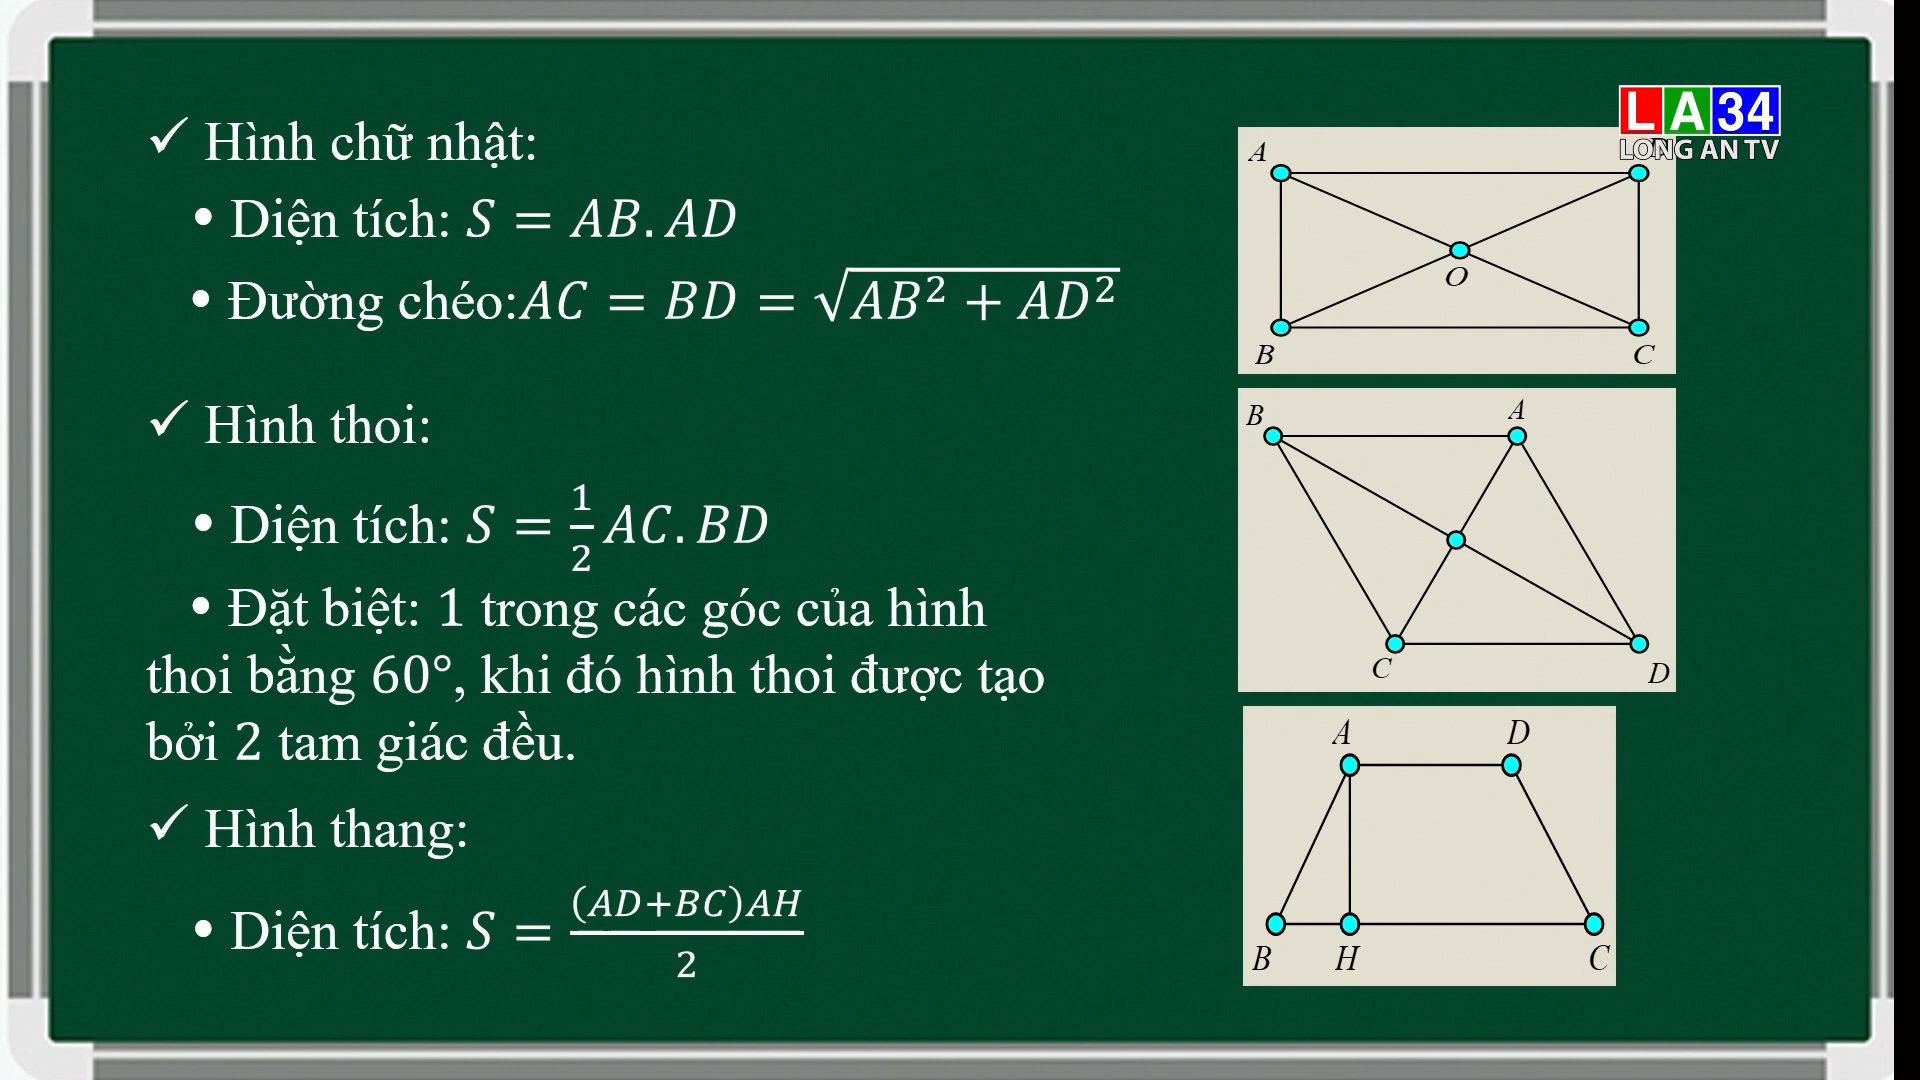 ✓ Hình chữ nhật:
• Diện tích: S = AB.AD
• Đường chéo:AC = BD = √(AB² + AD²)
✓ Hình thoi:
• Diện tích: S = 1/2 AC.BD
• Đặt biệt: 1 trong các góc của hình
thoi bằng 60°, khi đó hình thoi được tạo
bởi 2 tam giác đều.
✓ Hình thang:
• Diện tích: S = (AD+BC)AH / 2
LA34
LONG AN TV
A
O
B C
B A
C D
A D
B H C